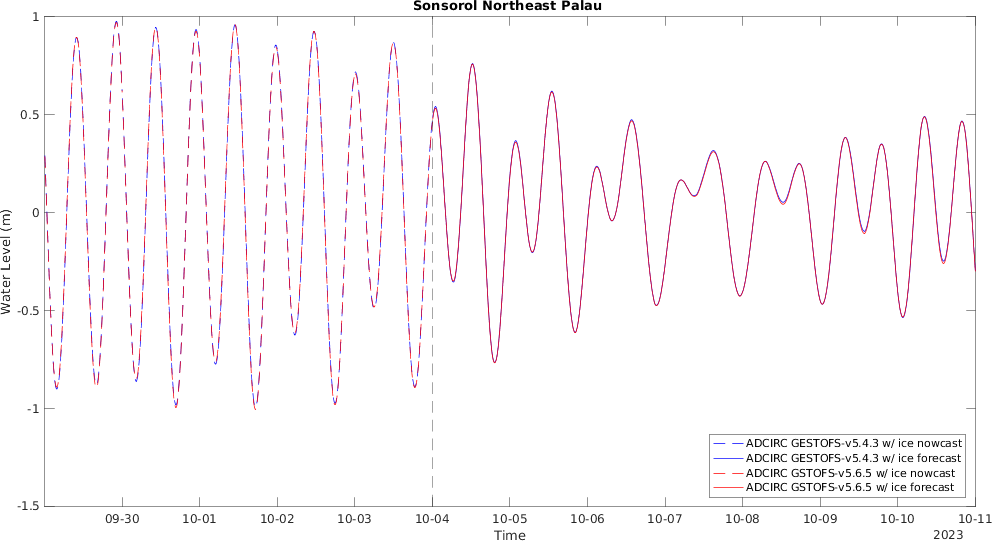 Sonsorol Northeast Palau
1
0.5
0
-0.5
-1
-1.5
Water Level (m)
ADCIRC GESTOFS-v5.4.3 w/ ice nowcast
ADCIRC GESTOFS-v5.4.3 w/ ice forecast
ADCIRC GSTOFS-v5.6.5 w/ ice nowcast
ADCIRC GSTOFS-v5.6.5 w/ ice forecast
09-30 10-01 10-02 10-03 10-04 10-05 10-06 10-07 10-08 10-09 10-10 10-11
Time
2023